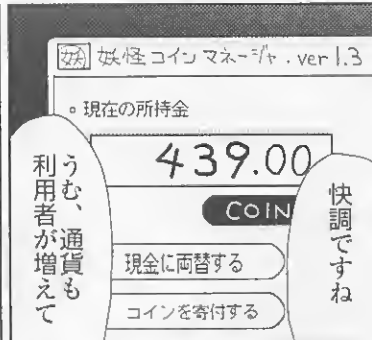 妖 妖怪コインマネージャ.ver 1.3
◦現在の所持金
439.00
COIN
現金に両替する
コインを寄付する
快調ですね
うむ、通貨も
利用者が増えて